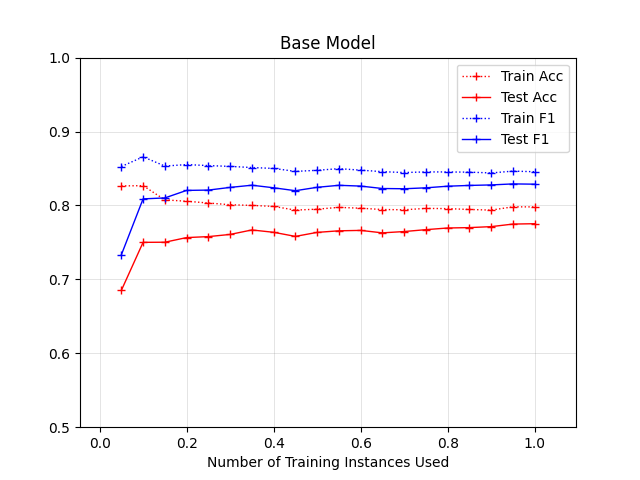 Base Model
1.0
0.9
0.8
0.7
0.6
0.5
Train Acc
Test Acc
Train F1
Test F1
0.0 0.2 0.4 0.6 0.8 1.0
Number of Training Instances Used